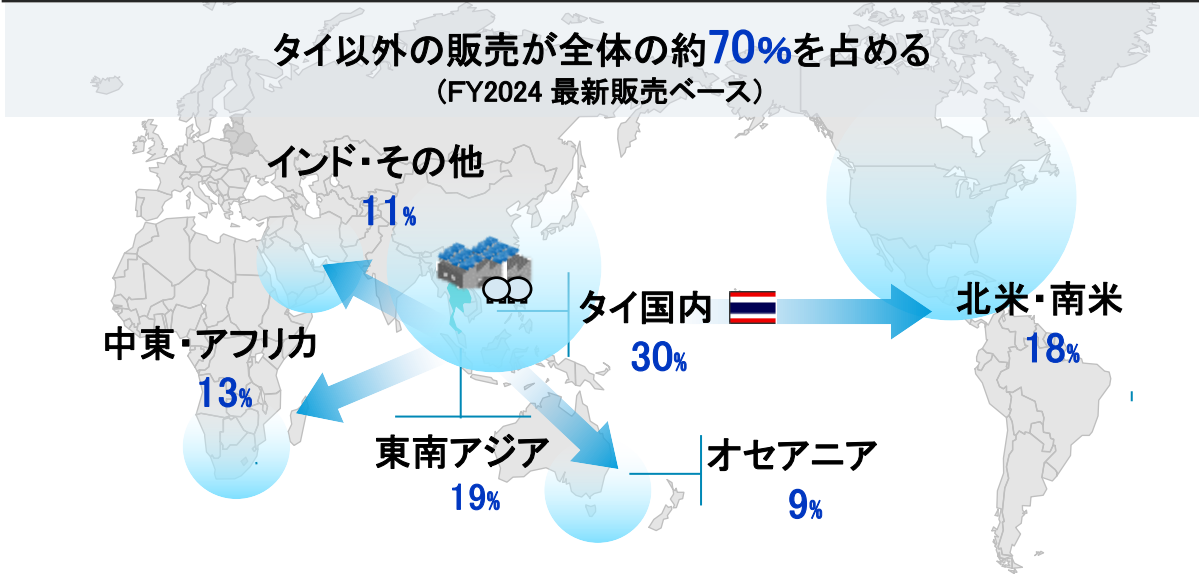 タイ以外の販売が全体の約70%を占める
(FY2024 最新販売ベース)
インド・その他
11%
タイ国内
30%
北米・南米
18%
中東・アフリカ
13%
東南アジア
19%
オセアニア
9%